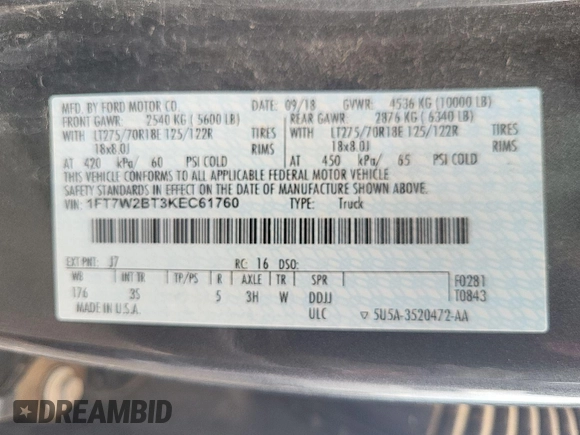 MFD. BY FORD MOTOR CO. DATE: 09/18 GVWR: 4536 KG (10000 LB)
FRONT GAWR: 2540 KG ( 5600 LB) REAR GAWR: 2876 KG ( 6340 LB)
WITH LT275/70R18E 125/122R TIRES WITH LT275/70R18E 125/122R TIRES
18x8.0J RIMS 18x8.0J RIMS
AT 420 kPa/ 60 PSI COLD AT 450 kPa/ 65 PSI COLD
THIS VEHICLE CONFORMS TO ALL APPLICABLE FEDERAL MOTOR VEHICLE
SAFETY STANDARDS IN EFFECT ON THE DATE OF MANUFACTURE SHOWN ABOVE.
VIN: 1FT7W2BT3KEC61760 TYPE: Truck
EXT PNT: J7 RC: 16 DSO:
WB INT TR TP/PS R AXLE TR SPR F0281
176 3S 5 3H W DDJJ T0843
MADE IN U.S.A. ULC ▽ 5U5A-3520472-AA
DREAMBID